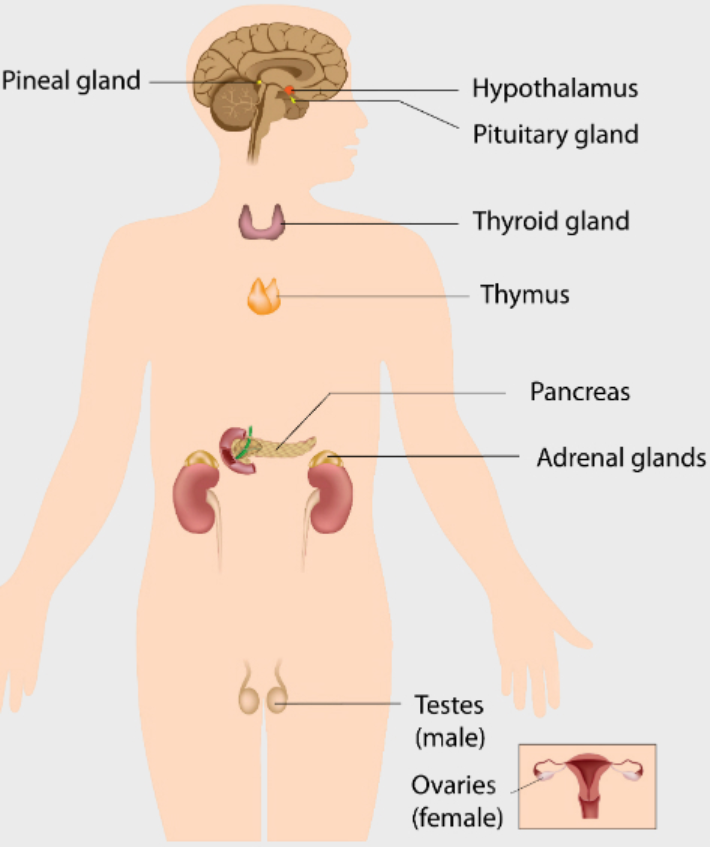 Pineal gland
Hypothalamus
Pituitary gland
Thyroid gland
Thymus
Pancreas
Adrenal glands
Testes
(male)
Ovaries
(female)